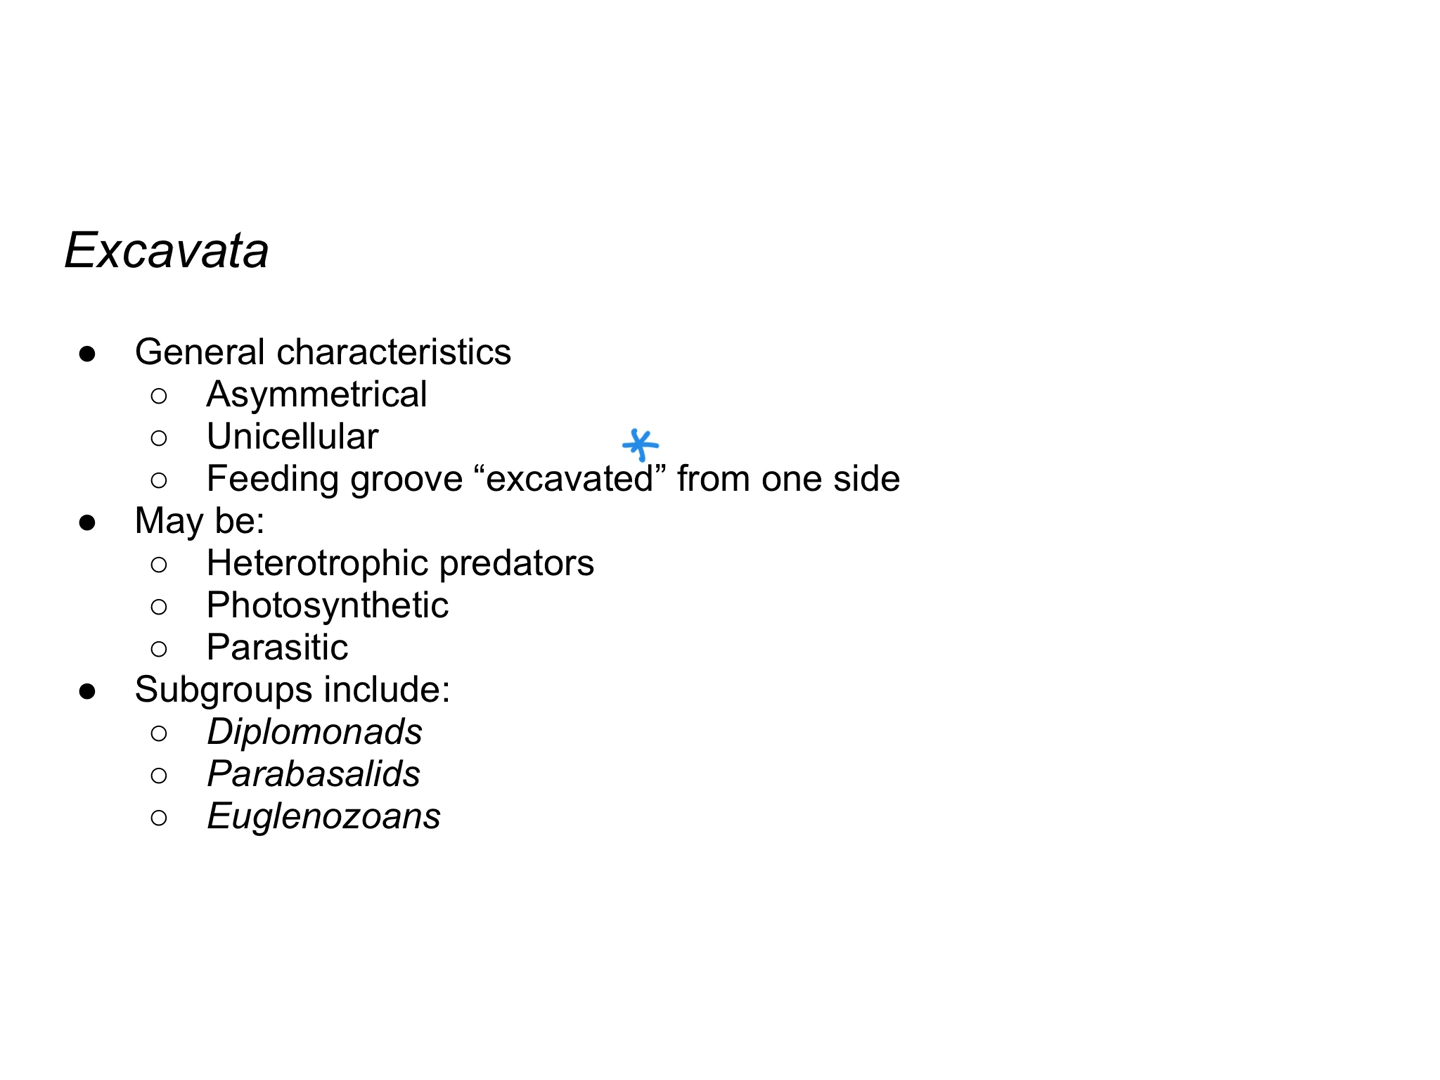 Excavata
● General characteristics
○ Asymmetrical
○ Unicellular
*
○ Feeding groove “excavated” from one side
● May be:
○ Heterotrophic predators
○ Photosynthetic
○ Parasitic
● Subgroups include:
○ Diplomonads
○ Parabasalids
○ Euglenozoans